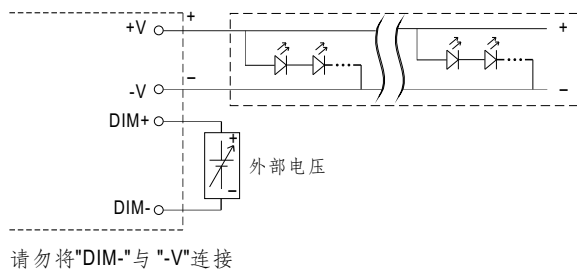 +V
+
+
-V
−
−
DIM+
+
外部电压
−
DIM-
请勿将"DIM-"与 "-V"连接